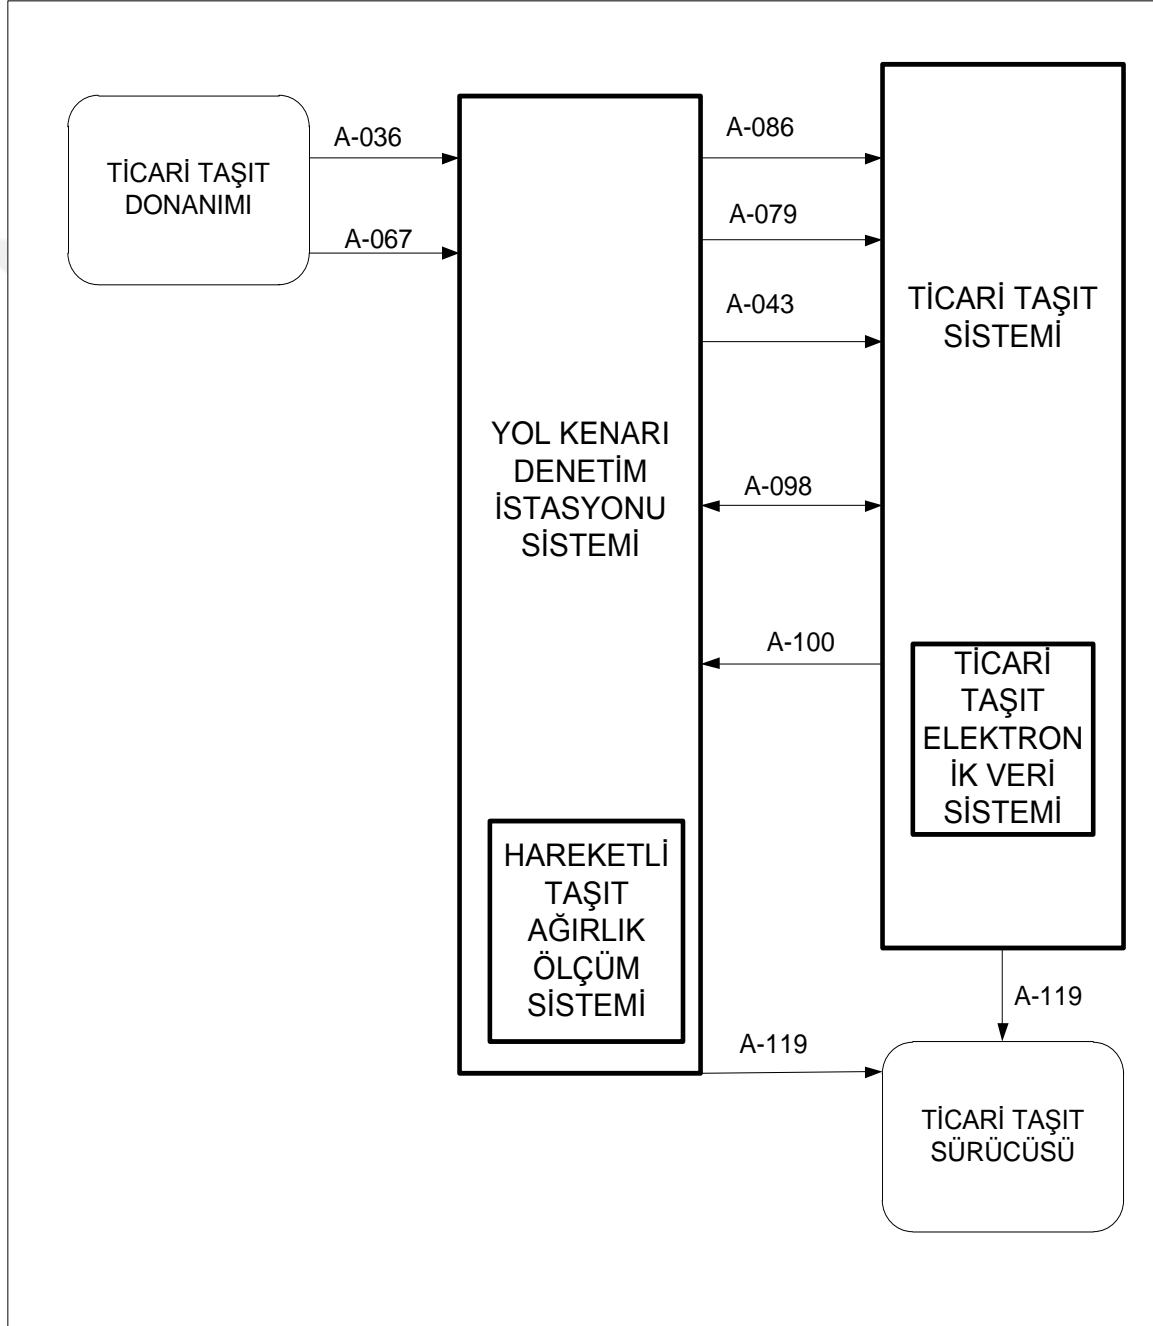 TİCARİ TAŞIT
DONANIMI
A-036
A-067
YOL KENARI
DENETİM
İSTASYONU
SİSTEMİ
HAREKETLİ
TAŞIT
AĞIRLIK
ÖLÇÜM
SİSTEMİ
A-086
A-079
A-043
A-098
A-100
A-119
TİCARİ TAŞIT
SİSTEMİ
TİCARİ
TAŞIT
ELEKTRON
İK VERİ
SİSTEMİ
A-119
TİCARİ TAŞIT
SÜRÜCÜSÜ